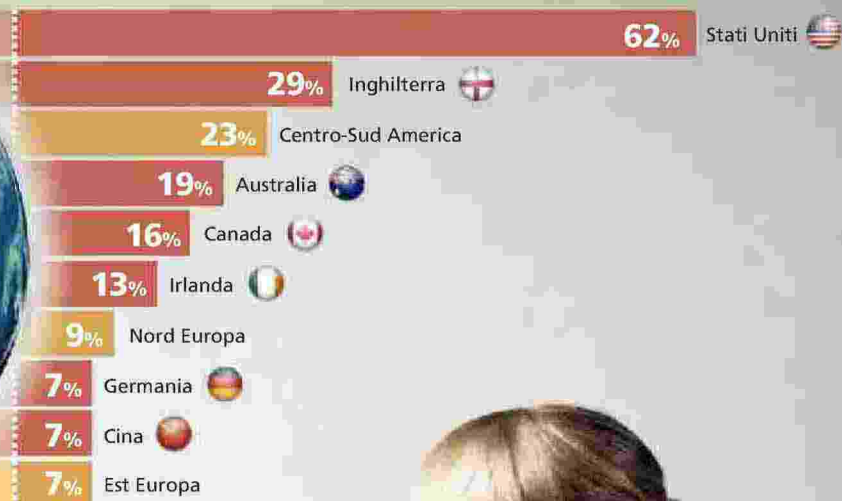 62% Stati Uniti
29% Inghilterra
23% Centro-Sud America
19% Australia
16% Canada
13% Irlanda
9% Nord Europa
7% Germania
7% Cina
7% Est Europa